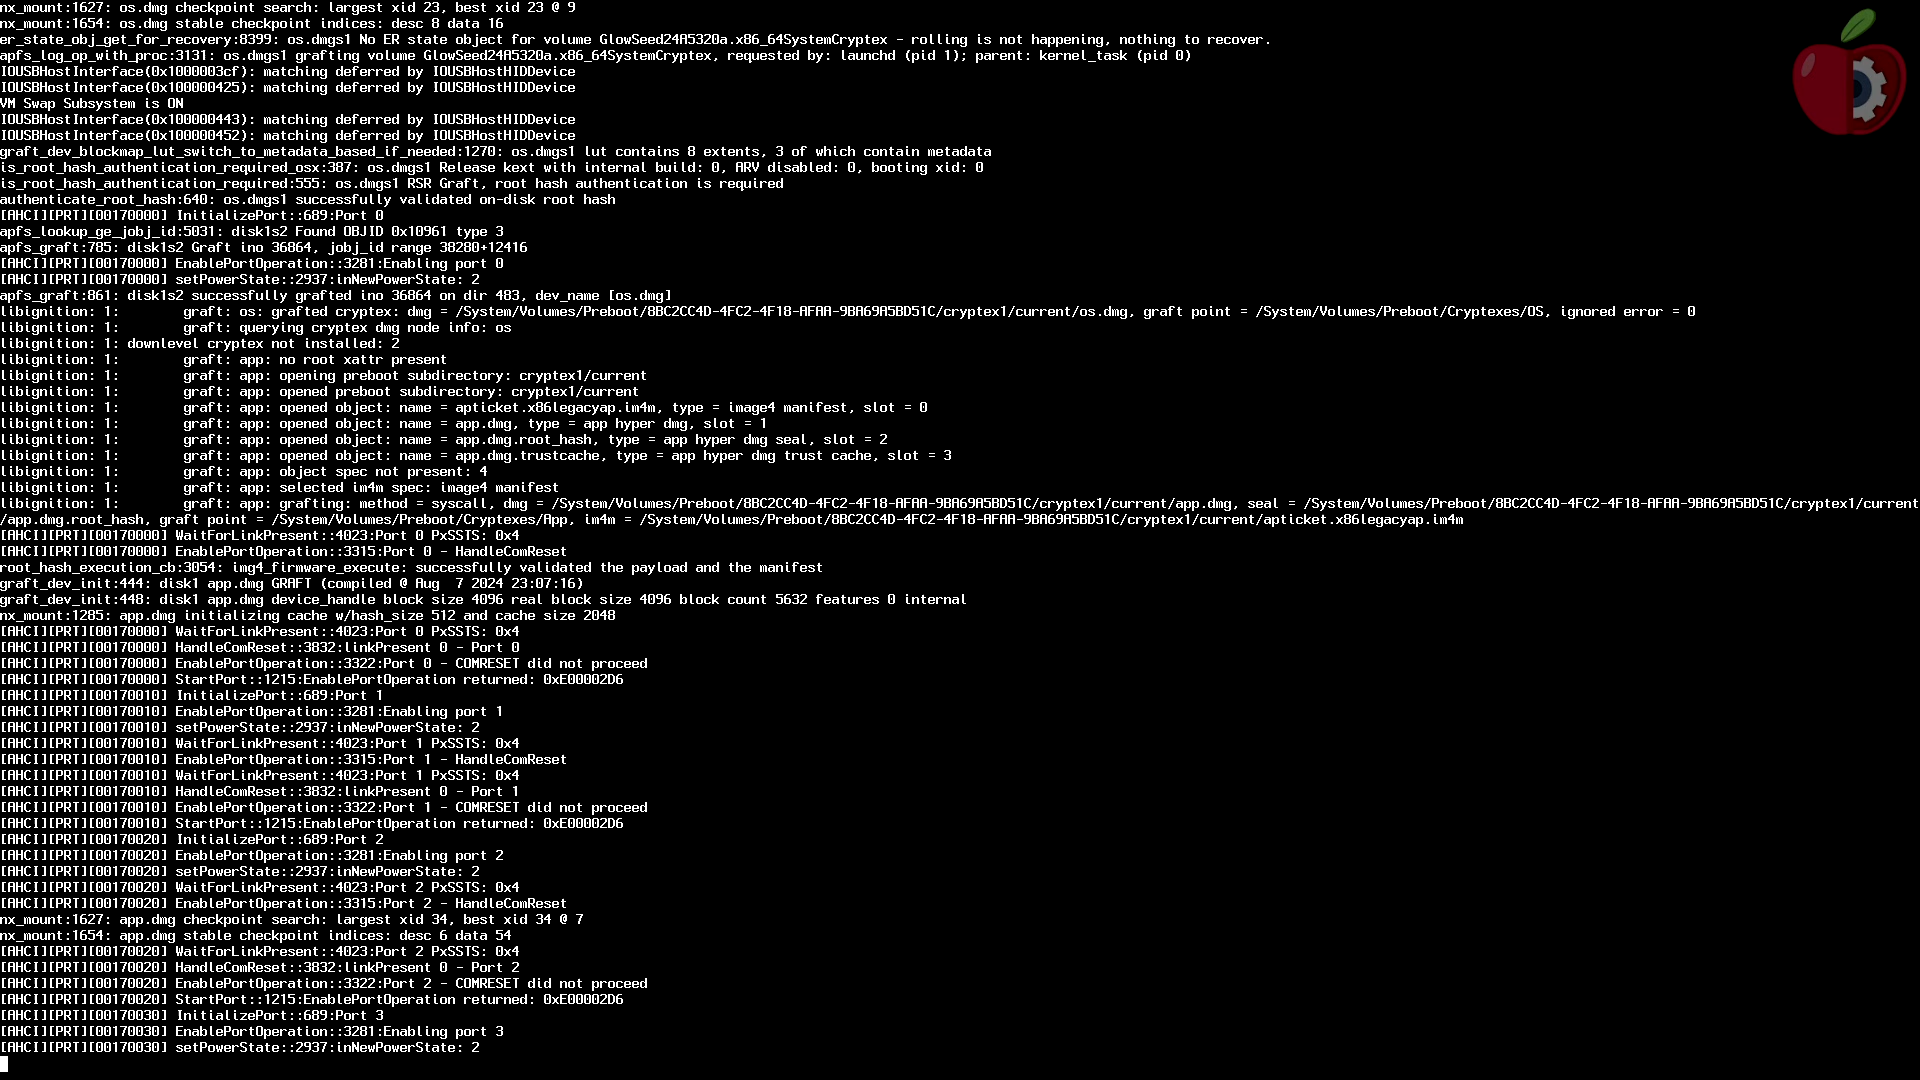 nx_mount:1627: os.dmg checkpoint search: largest xid 23, best xid 23 @ 9
nx_mount:1654: os.dmg stable checkpoint indices: desc 8 data 16
er_state_obj_get_for_recovery:8399: os.dmgs1 No ER state object for volume GlowSeed24A5320a.x86_64SystemCryptex - rolling is not happening, nothing to recover.
apfs_log_op_with_proc:3131: os.dmgs1 grafting volume GlowSeed24A5320a.x86_64SystemCryptex, requested by: launchd (pid 1); parent: kernel_task (pid 0)
IOUSBHostInterface(0x1000003cf): matching deferred by IOUSBHostHIDDevice
IOUSBHostInterface(0x100000425): matching deferred by IOUSBHostHIDDevice
VM Swap Subsystem is ON
IOUSBHostInterface(0x100000443): matching deferred by IOUSBHostHIDDevice
IOUSBHostInterface(0x100000452): matching deferred by IOUSBHostHIDDevice
graft_dev_blockmap_lut_switch_to_metadata_based_if_needed:1270: os.dmgs1 lut contains 8 extents, 3 of which contain metadata
is_root_hash_authentication_required_osx:387: os.dmgs1 Release kext with internal build: 0, ARV disabled: 0, booting xid: 0
is_root_hash_authentication_required:555: os.dmgs1 RSR Graft, root hash authentication is required
authenticate_root_hash:640: os.dmgs1 successfully validated on-disk root hash
[AHCI][PRT][00170000] InitializePort::689:Port 0
apfs_lookup_ge_jobj_id:5031: disk1s2 Found OBJID 0x10961 type 3
apfs_graft:785: disk1s2 Graft ino 36864, jobj_id range 38280+12416
[AHCI][PRT][00170000] EnablePortOperation::3281:Enabling port 0
[AHCI][PRT][00170000] setPowerState::2937:inNewPowerState: 2
apfs_graft:861: disk1s2 successfully grafted ino 36864 on dir 483, dev_name [os.dmg]
libignition: 1:        graft: os: grafted cryptex: dmg = /System/Volumes/Preboot/8BC2CC4D-4FC2-4F18-AFAA-9BA69A5BD51C/cryptex1/current/os.dmg, graft point = /System/Volumes/Preboot/Cryptexes/OS, ignored error = 0
libignition: 1:        graft: querying cryptex dmg node info: os
libignition: 1: downlevel cryptex not installed: 2
libignition: 1:        graft: app: no root xattr present
libignition: 1:        graft: app: opening preboot subdirectory: cryptex1/current
libignition: 1:        graft: app: opened preboot subdirectory: cryptex1/current
libignition: 1:        graft: app: opened object: name = apticket.x86legacyap.im4m, type = image4 manifest, slot = 0
libignition: 1:        graft: app: opened object: name = app.dmg, type = app hyper dmg, slot = 1
libignition: 1:        graft: app: opened object: name = app.dmg.root_hash, type = app hyper dmg seal, slot = 2
libignition: 1:        graft: app: opened object: name = app.dmg.trustcache, type = app hyper dmg trust cache, slot = 3
libignition: 1:        graft: app: object spec not present: 4
libignition: 1:        graft: app: selected im4m spec: image4 manifest
libignition: 1:        graft: app: grafting: method = syscall, dmg = /System/Volumes/Preboot/8BC2CC4D-4FC2-4F18-AFAA-9BA69A5BD51C/cryptex1/current/app.dmg, seal = /System/Volumes/Preboot/8BC2CC4D-4FC2-4F18-AFAA-9BA69A5BD51C/cryptex1/current
/app.dmg.root_hash, graft point = /System/Volumes/Preboot/Cryptexes/App, im4m = /System/Volumes/Preboot/8BC2CC4D-4FC2-4F18-AFAA-9BA69A5BD51C/cryptex1/current/apticket.x86legacyap.im4m
[AHCI][PRT][00170000] WaitForLinkPresent::4023:Port 0 PxSSTS: 0x4
[AHCI][PRT][00170000] EnablePortOperation::3315:Port 0 - HandleComReset
root_hash_execution_cb:3054: img4_firmware_execute: successfully validated the payload and the manifest
graft_dev_init:444: disk1 app.dmg GRAFT (compiled @ Aug  7 2024 23:07:16)
graft_dev_init:448: disk1 app.dmg device_handle block size 4096 real block size 4096 block count 5632 features 0 internal
nx_mount:1285: app.dmg initializing cache w/hash_size 512 and cache size 2048
[AHCI][PRT][00170000] WaitForLinkPresent::4023:Port 0 PxSSTS: 0x4
[AHCI][PRT][00170000] HandleComReset::3832:linkPresent 0 - Port 0
[AHCI][PRT][00170000] EnablePortOperation::3322:Port 0 - COMRESET did not proceed
[AHCI][PRT][00170000] StartPort::1215:EnablePortOperation returned: 0xE00002D6
[AHCI][PRT][00170010] InitializePort::689:Port 1
[AHCI][PRT][00170010] EnablePortOperation::3281:Enabling port 1
[AHCI][PRT][00170010] setPowerState::2937:inNewPowerState: 2
[AHCI][PRT][00170010] WaitForLinkPresent::4023:Port 1 PxSSTS: 0x4
[AHCI][PRT][00170010] EnablePortOperation::3315:Port 1 - HandleComReset
[AHCI][PRT][00170010] WaitForLinkPresent::4023:Port 1 PxSSTS: 0x4
[AHCI][PRT][00170010] HandleComReset::3832:linkPresent 0 - Port 1
[AHCI][PRT][00170010] EnablePortOperation::3322:Port 1 - COMRESET did not proceed
[AHCI][PRT][00170010] StartPort::1215:EnablePortOperation returned: 0xE00002D6
[AHCI][PRT][00170020] InitializePort::689:Port 2
[AHCI][PRT][00170020] EnablePortOperation::3281:Enabling port 2
[AHCI][PRT][00170020] setPowerState::2937:inNewPowerState: 2
[AHCI][PRT][00170020] WaitForLinkPresent::4023:Port 2 PxSSTS: 0x4
[AHCI][PRT][00170020] EnablePortOperation::3315:Port 2 - HandleComReset
nx_mount:1627: app.dmg checkpoint search: largest xid 34, best xid 34 @ 7
nx_mount:1654: app.dmg stable checkpoint indices: desc 6 data 54
[AHCI][PRT][00170020] WaitForLinkPresent::4023:Port 2 PxSSTS: 0x4
[AHCI][PRT][00170020] HandleComReset::3832:linkPresent 0 - Port 2
[AHCI][PRT][00170020] EnablePortOperation::3322:Port 2 - COMRESET did not proceed
[AHCI][PRT][00170020] StartPort::1215:EnablePortOperation returned: 0xE00002D6
[AHCI][PRT][00170030] InitializePort::689:Port 3
[AHCI][PRT][00170030] EnablePortOperation::3281:Enabling port 3
[AHCI][PRT][00170030] setPowerState::2937:inNewPowerState: 2